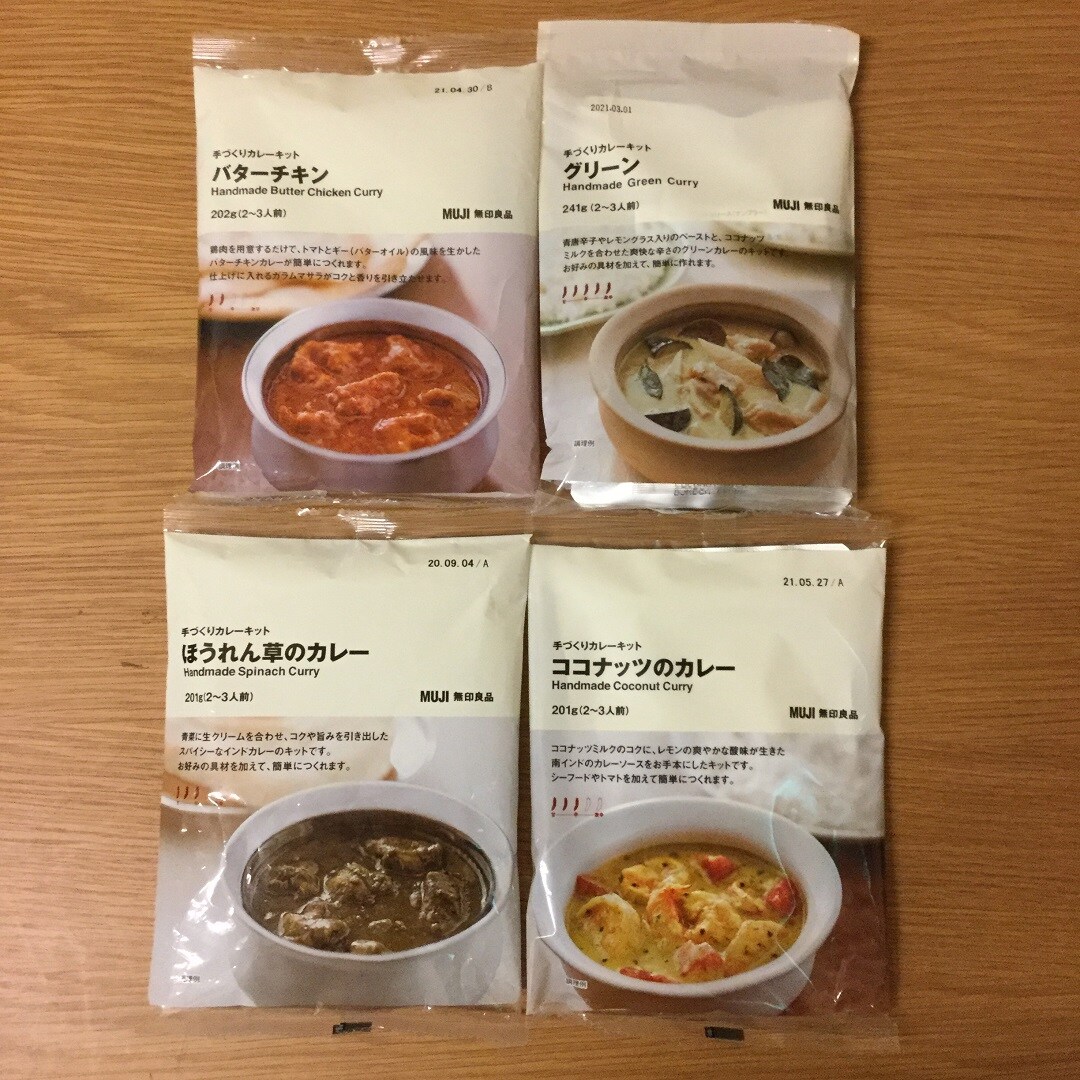 21.04.30/B
手づくりカレーキット
バターチキン
Handmade Butter Chicken Curry
202g(2～3人前)
MUJI 無印良品
鶏肉を用意するだけで、トマトとギー(バターオイル)の風味を生かした
バターチキンカレーが簡単につくれます。
仕上げに入れるガラムマサラがコクと香りを引き立たせます。
調理例
2021.03.01
手づくりカレーキット
グリーン
Handmade Green Curry
241g(2～3人前)
MUJI 無印良品
青唐辛子やレモングラス入りのペーストと、ココナッツ
ミルクを合わせた爽快な辛さのグリーンカレーのキットです。
お好みの具材を加えて、簡単に作れます。
調理例
20.09.04/A
手づくりカレーキット
ほうれん草のカレー
Handmade Spinach Curry
201g(2～3人前)
MUJI 無印良品
青菜に生クリームを合わせ、コクや旨みを引き出した
スパイシーなインドカレーのキットです。
お好みの具材を加えて、簡単につくれます。
調理例
21.05.27/A
手づくりカレーキット
ココナッツのカレー
Handmade Coconut Curry
201g(2～3人前)
MUJI 無印良品
ココナッツミルクのコクに、レモンの爽やかな酸味が生きた
南インドのカレーソースをお手本にしたキットです。
シーフードやトマトを加えて簡単につくれます。
調理例